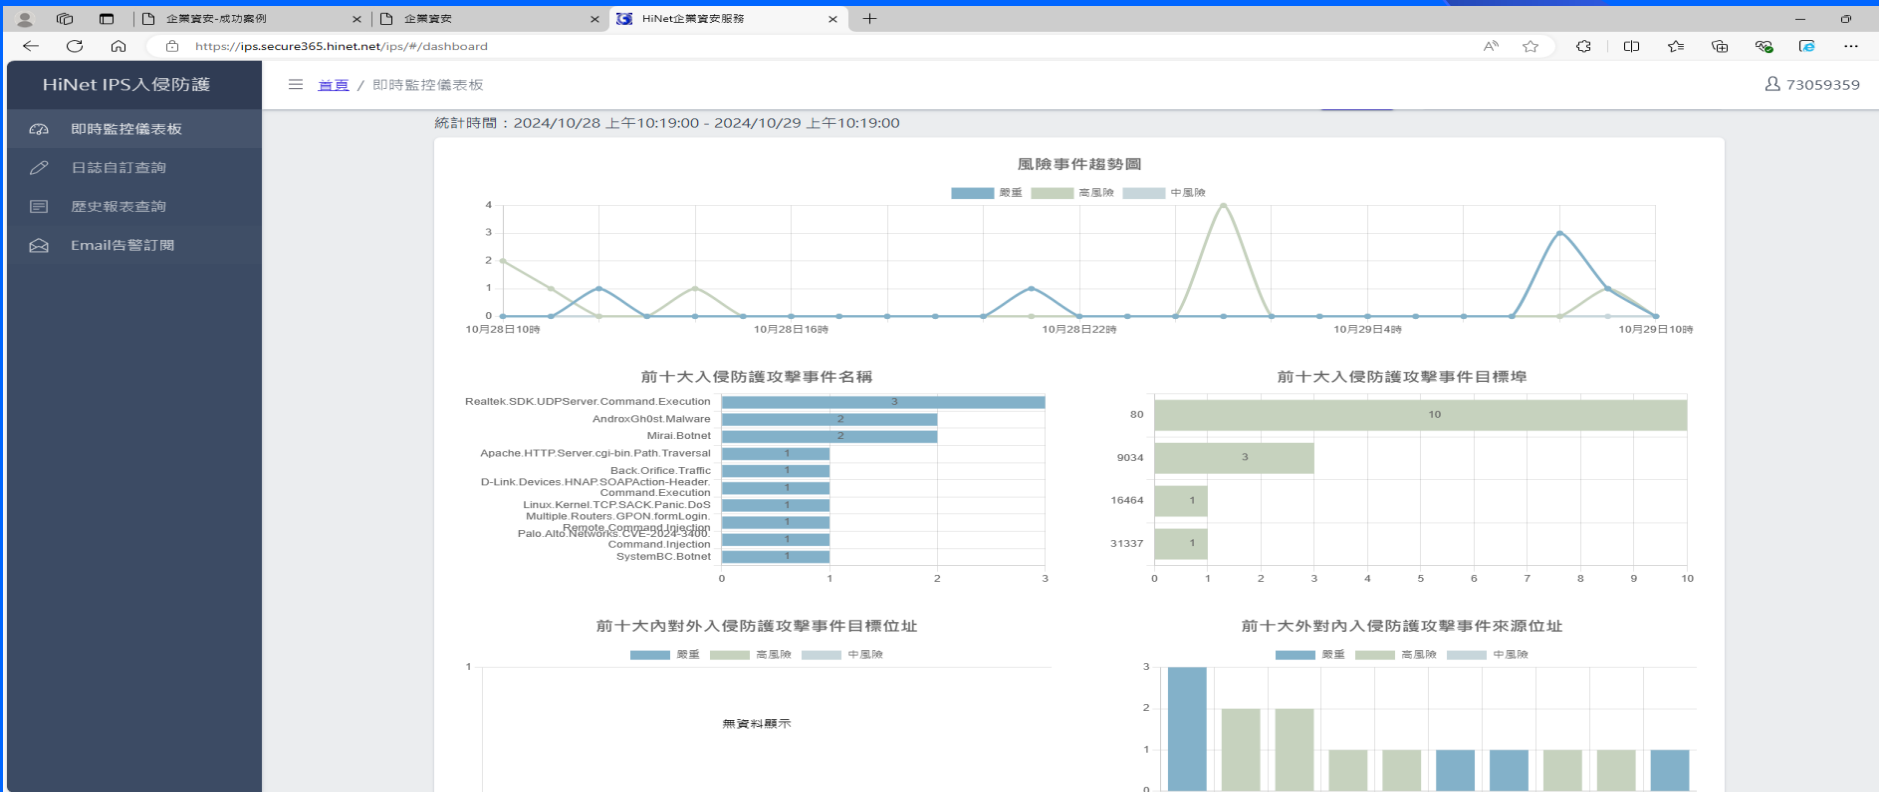 企業資安-成功案例
企業資安
HiNet企業資安服務
https://ips.secure365.hinet.net/ips/#/dashboard
HiNet IPS入侵防護
首頁 / 即時監控儀表板
73059359
即時監控儀表板
日誌自訂查詢
歷史報表查詢
Email告警訂閱
統計時間：2024/10/28 上午10:19:00 - 2024/10/29 上午10:19:00
風險事件趨勢圖
嚴重 高風險 中風險
4
3
2
1
0
10月28日10時 10月28日16時 10月28日22時 10月29日4時 10月29日10時
前十大入侵防護攻擊事件名稱
Realtek.SDK.UDPServer.Command.Execution 3
AndroxGh0st.Malware 2
Mirai.Botnet 2
Apache.HTTP.Server.cgi-bin.Path.Traversal 1
Back.Orifice.Traffic 1
D-Link.Devices.HNAP.SOAPAction-Header.
Command.Execution 1
Linux.Kernel.TCP.SACK.Panic.DoS 1
Multiple.Routers.GPON.formLogin.
Remote.Command.Injection 1
Palo.Alto.Networks.CVE-2024-3400.
Command.Injection 1
SystemBC.Botnet 1
0 1 2 3
前十大入侵防護攻擊事件目標埠
80 10
9034 3
16464 1
31337 1
0 1 2 3 4 5 6 7 8 9 10
前十大內對外入侵防護攻擊事件目標位址
嚴重 高風險 中風險
1
無資料顯示
前十大外對內入侵防護攻擊事件來源位址
嚴重 高風險 中風險
3
2
1
0